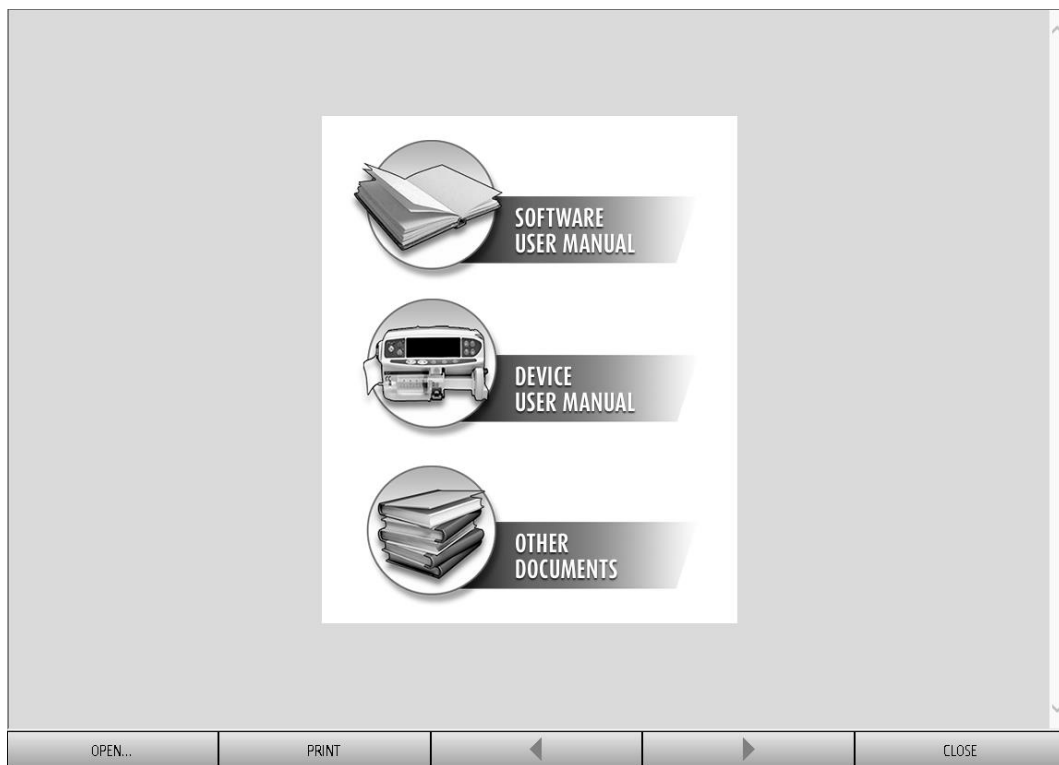 SOFTWARE
USER MANUAL
DEVICE
USER MANUAL
OTHER
DOCUMENTS
OPEN...
PRINT
CLOSE